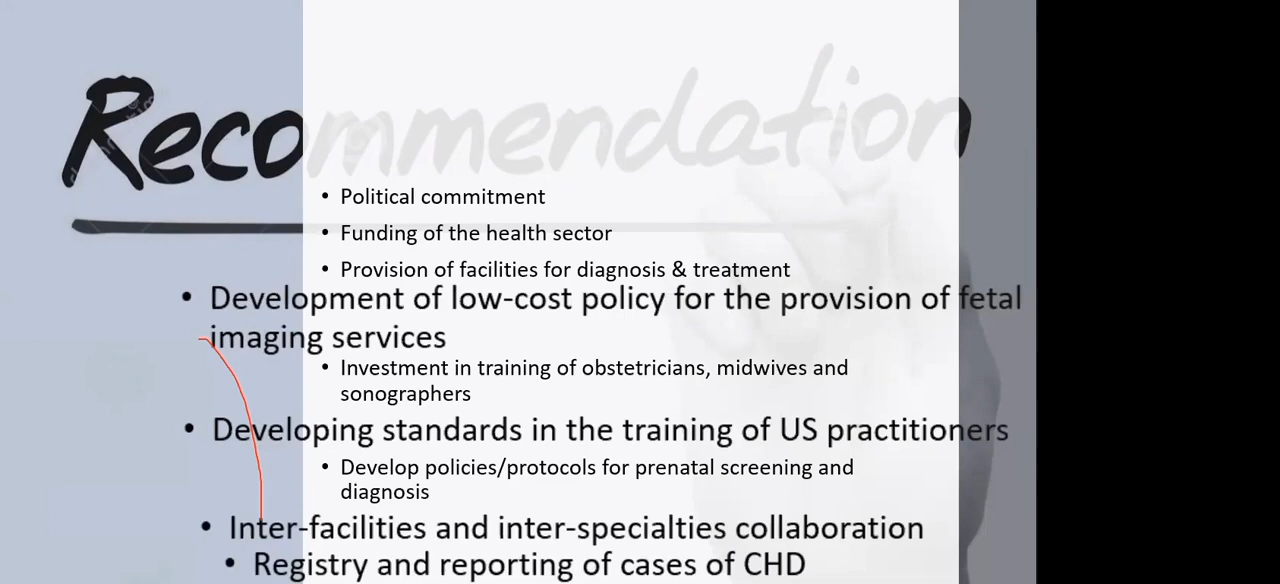 Recommendation
• Political commitment
• Funding of the health sector
• Provision of facilities for diagnosis & treatment
• Development of low-cost policy for the provision of fetal
imaging services
• Investment in training of obstetricians, midwives and
sonographers
• Developing standards in the training of US practitioners
• Develop policies/protocols for prenatal screening and
diagnosis
• Inter-facilities and inter-specialties collaboration
• Registry and reporting of cases of CHD